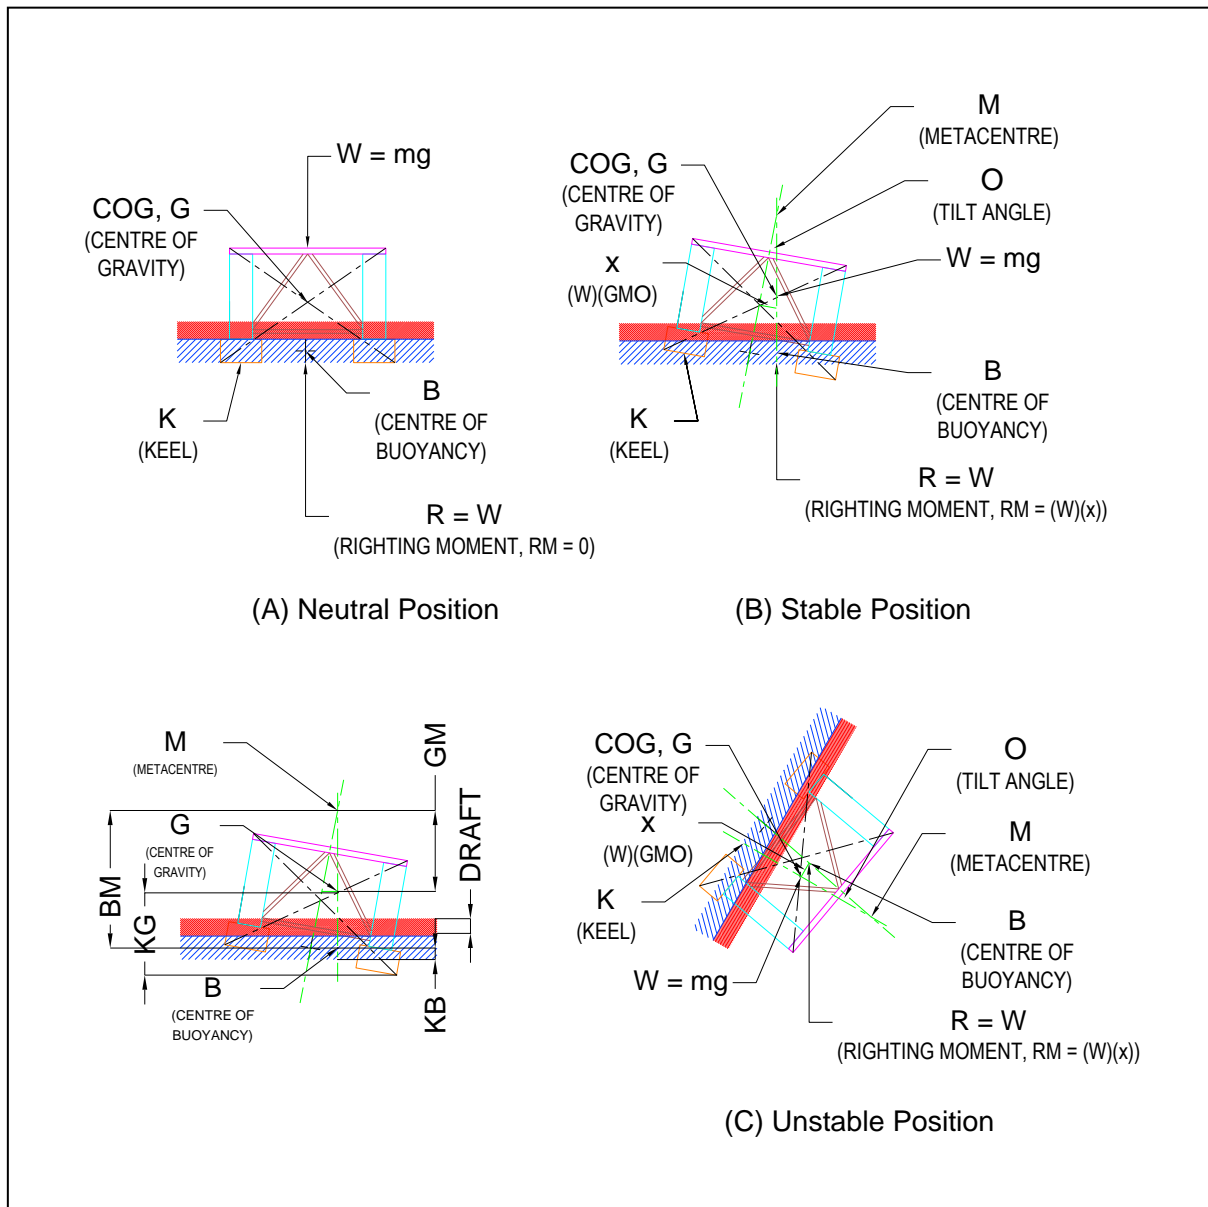 W = mg
COG, G
(CENTRE OF
GRAVITY)
K
(KEEL)
B
(CENTRE OF
BUOYANCY)
R = W
(RIGHTING MOMENT, RM = 0)
(A) Neutral Position
M
(METACENTRE)
COG, G
(CENTRE OF
GRAVITY)
O
(TILT ANGLE)
x
(W)(GMO)
W = mg
B
(CENTRE OF
BUOYANCY)
K
(KEEL)
R = W
(RIGHTING MOMENT, RM = (W)(x))
(B) Stable Position
M
(METACENTRE)
GM
G
(CENTRE OF
GRAVITY)
DRAFT
BM
KG
B
(CENTRE OF
BUOYANCY)
KB
COG, G
(CENTRE OF
GRAVITY)
x
(W)(GMO)
K
(KEEL)
W = mg
O
(TILT ANGLE)
M
(METACENTRE)
B
(CENTRE OF
BUOYANCY)
R = W
(RIGHTING MOMENT, RM = (W)(x))
(C) Unstable Position